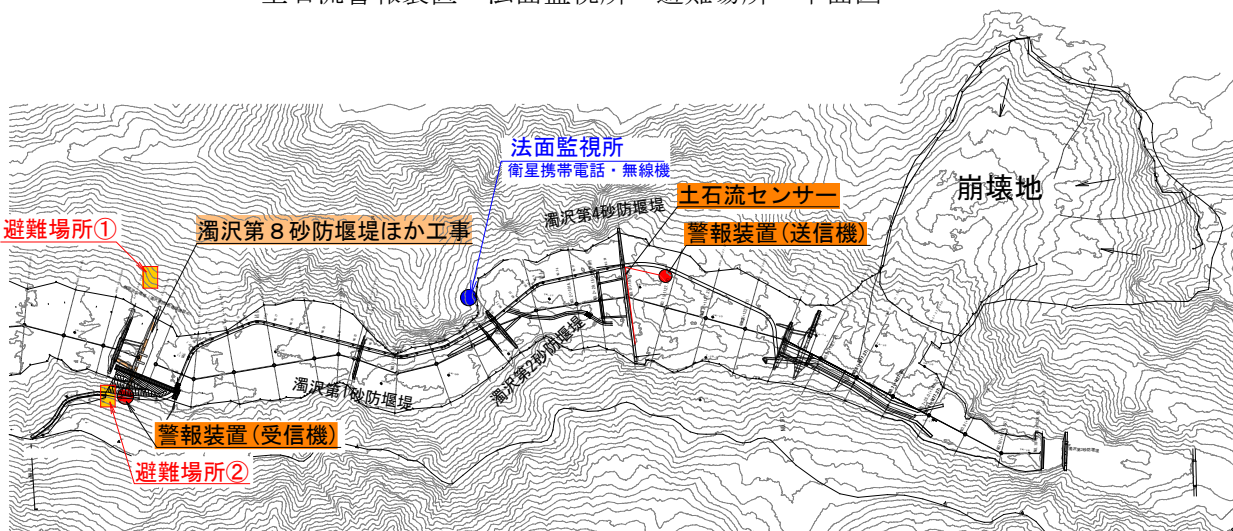 土石流警報装置 法面監視所 避難場所 平面図
法面監視所
衛星携帯電話・無線機
土石流センサー
崩壊地
濁沢第4砂防堰堤
避難場所①
濁沢第８砂防堰堤ほか工事
警報装置(送信機)
濁沢第2砂防堰堤
濁沢第1砂防堰堤
警報装置(受信機)
避難場所②